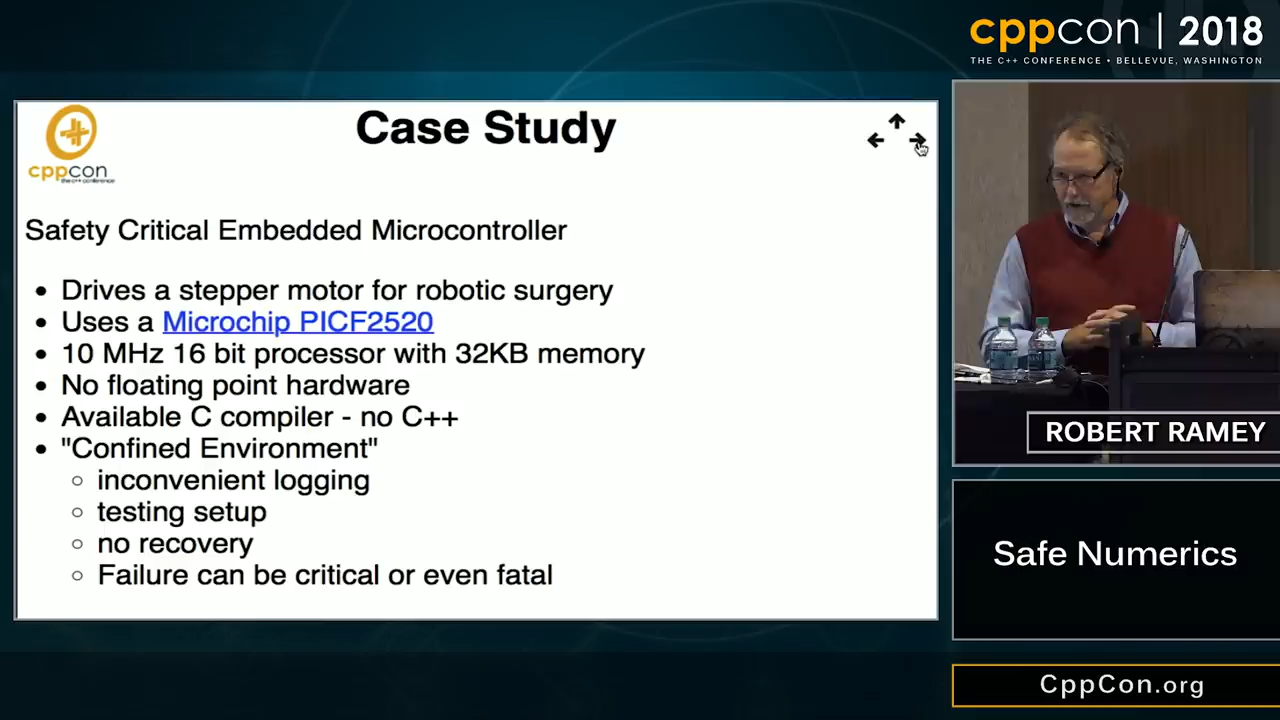 cppcon | 2018
THE C++ CONFERENCE • BELLEVUE, WASHINGTON
Case Study
cppcon
the c++ conference
Safety Critical Embedded Microcontroller
• Drives a stepper motor for robotic surgery
• Uses a Microchip PICF2520
• 10 MHz 16 bit processor with 32KB memory
• No floating point hardware
• Available C compiler - no C++
• "Confined Environment"
○ inconvenient logging
○ testing setup
○ no recovery
○ Failure can be critical or even fatal
ROBERT RAMEY
Safe Numerics
CppCon.org